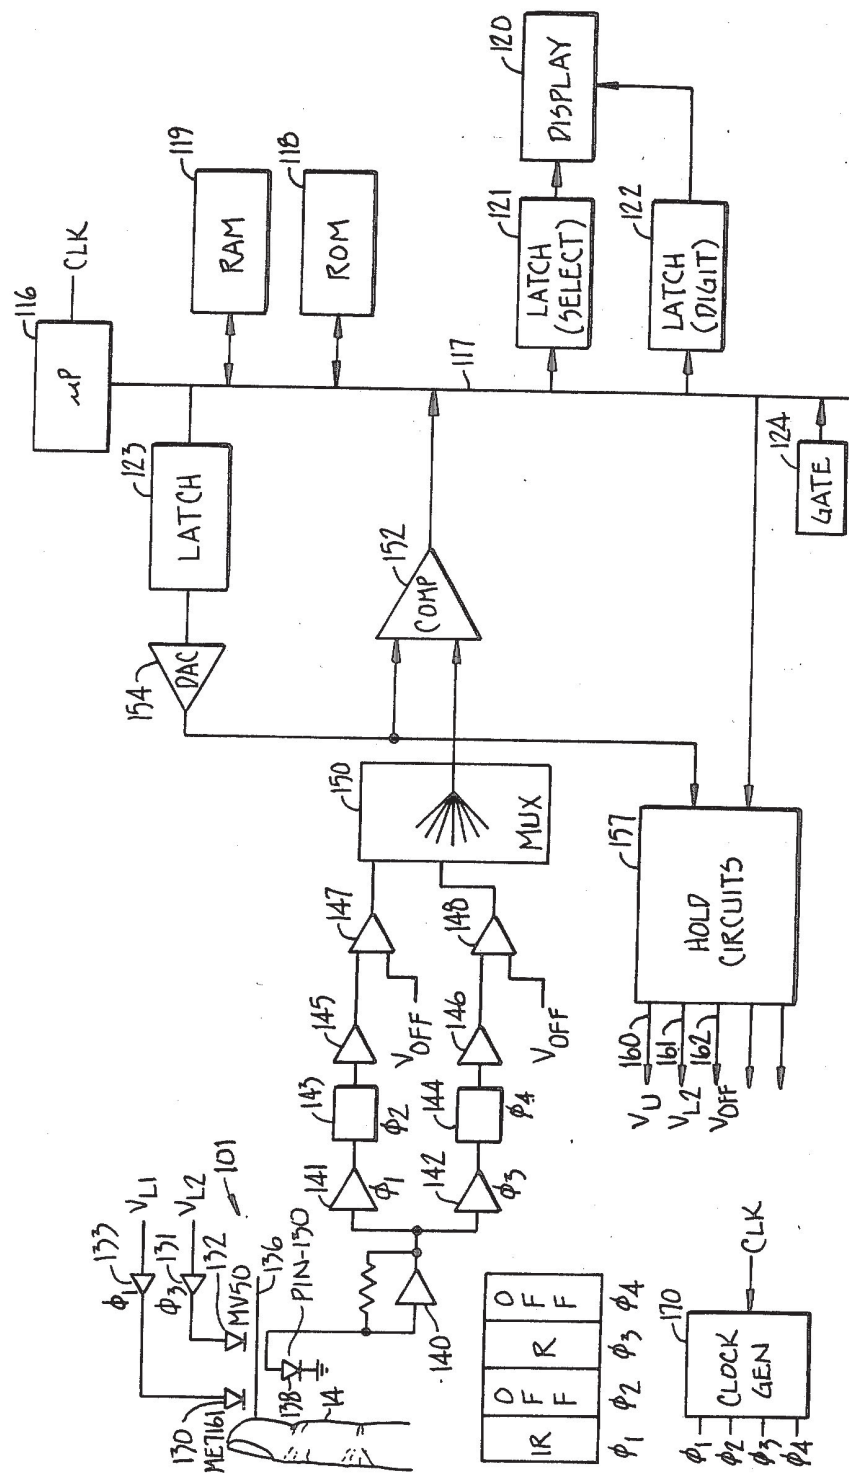 116
µP
CLK
119
RAM
118
ROM
120
DISPLAY
121
LATCH
(SELECT)
122
LATCH
(DIGIT)
117
124
GATE
123
LATCH
154
DAC
152
COMP
150
MUX
157
HOLD
CIRCUITS
160
161
162
VLI
VL2
VOFF
147
148
145
146
VOFF
VOFF
143
ϕ2
144
ϕ4
141
ϕ1
142
ϕ3
133
VL1
ϕ1
131
VL2
ϕ3
101
132
MV50
136
130
ME7161
PIN-130
138
14
140
IR
OFF
R
OFF
ϕ1 ϕ2 ϕ3 ϕ4
170
CLOCK
GEN
CLK
ϕ1
ϕ2
ϕ3
ϕ4